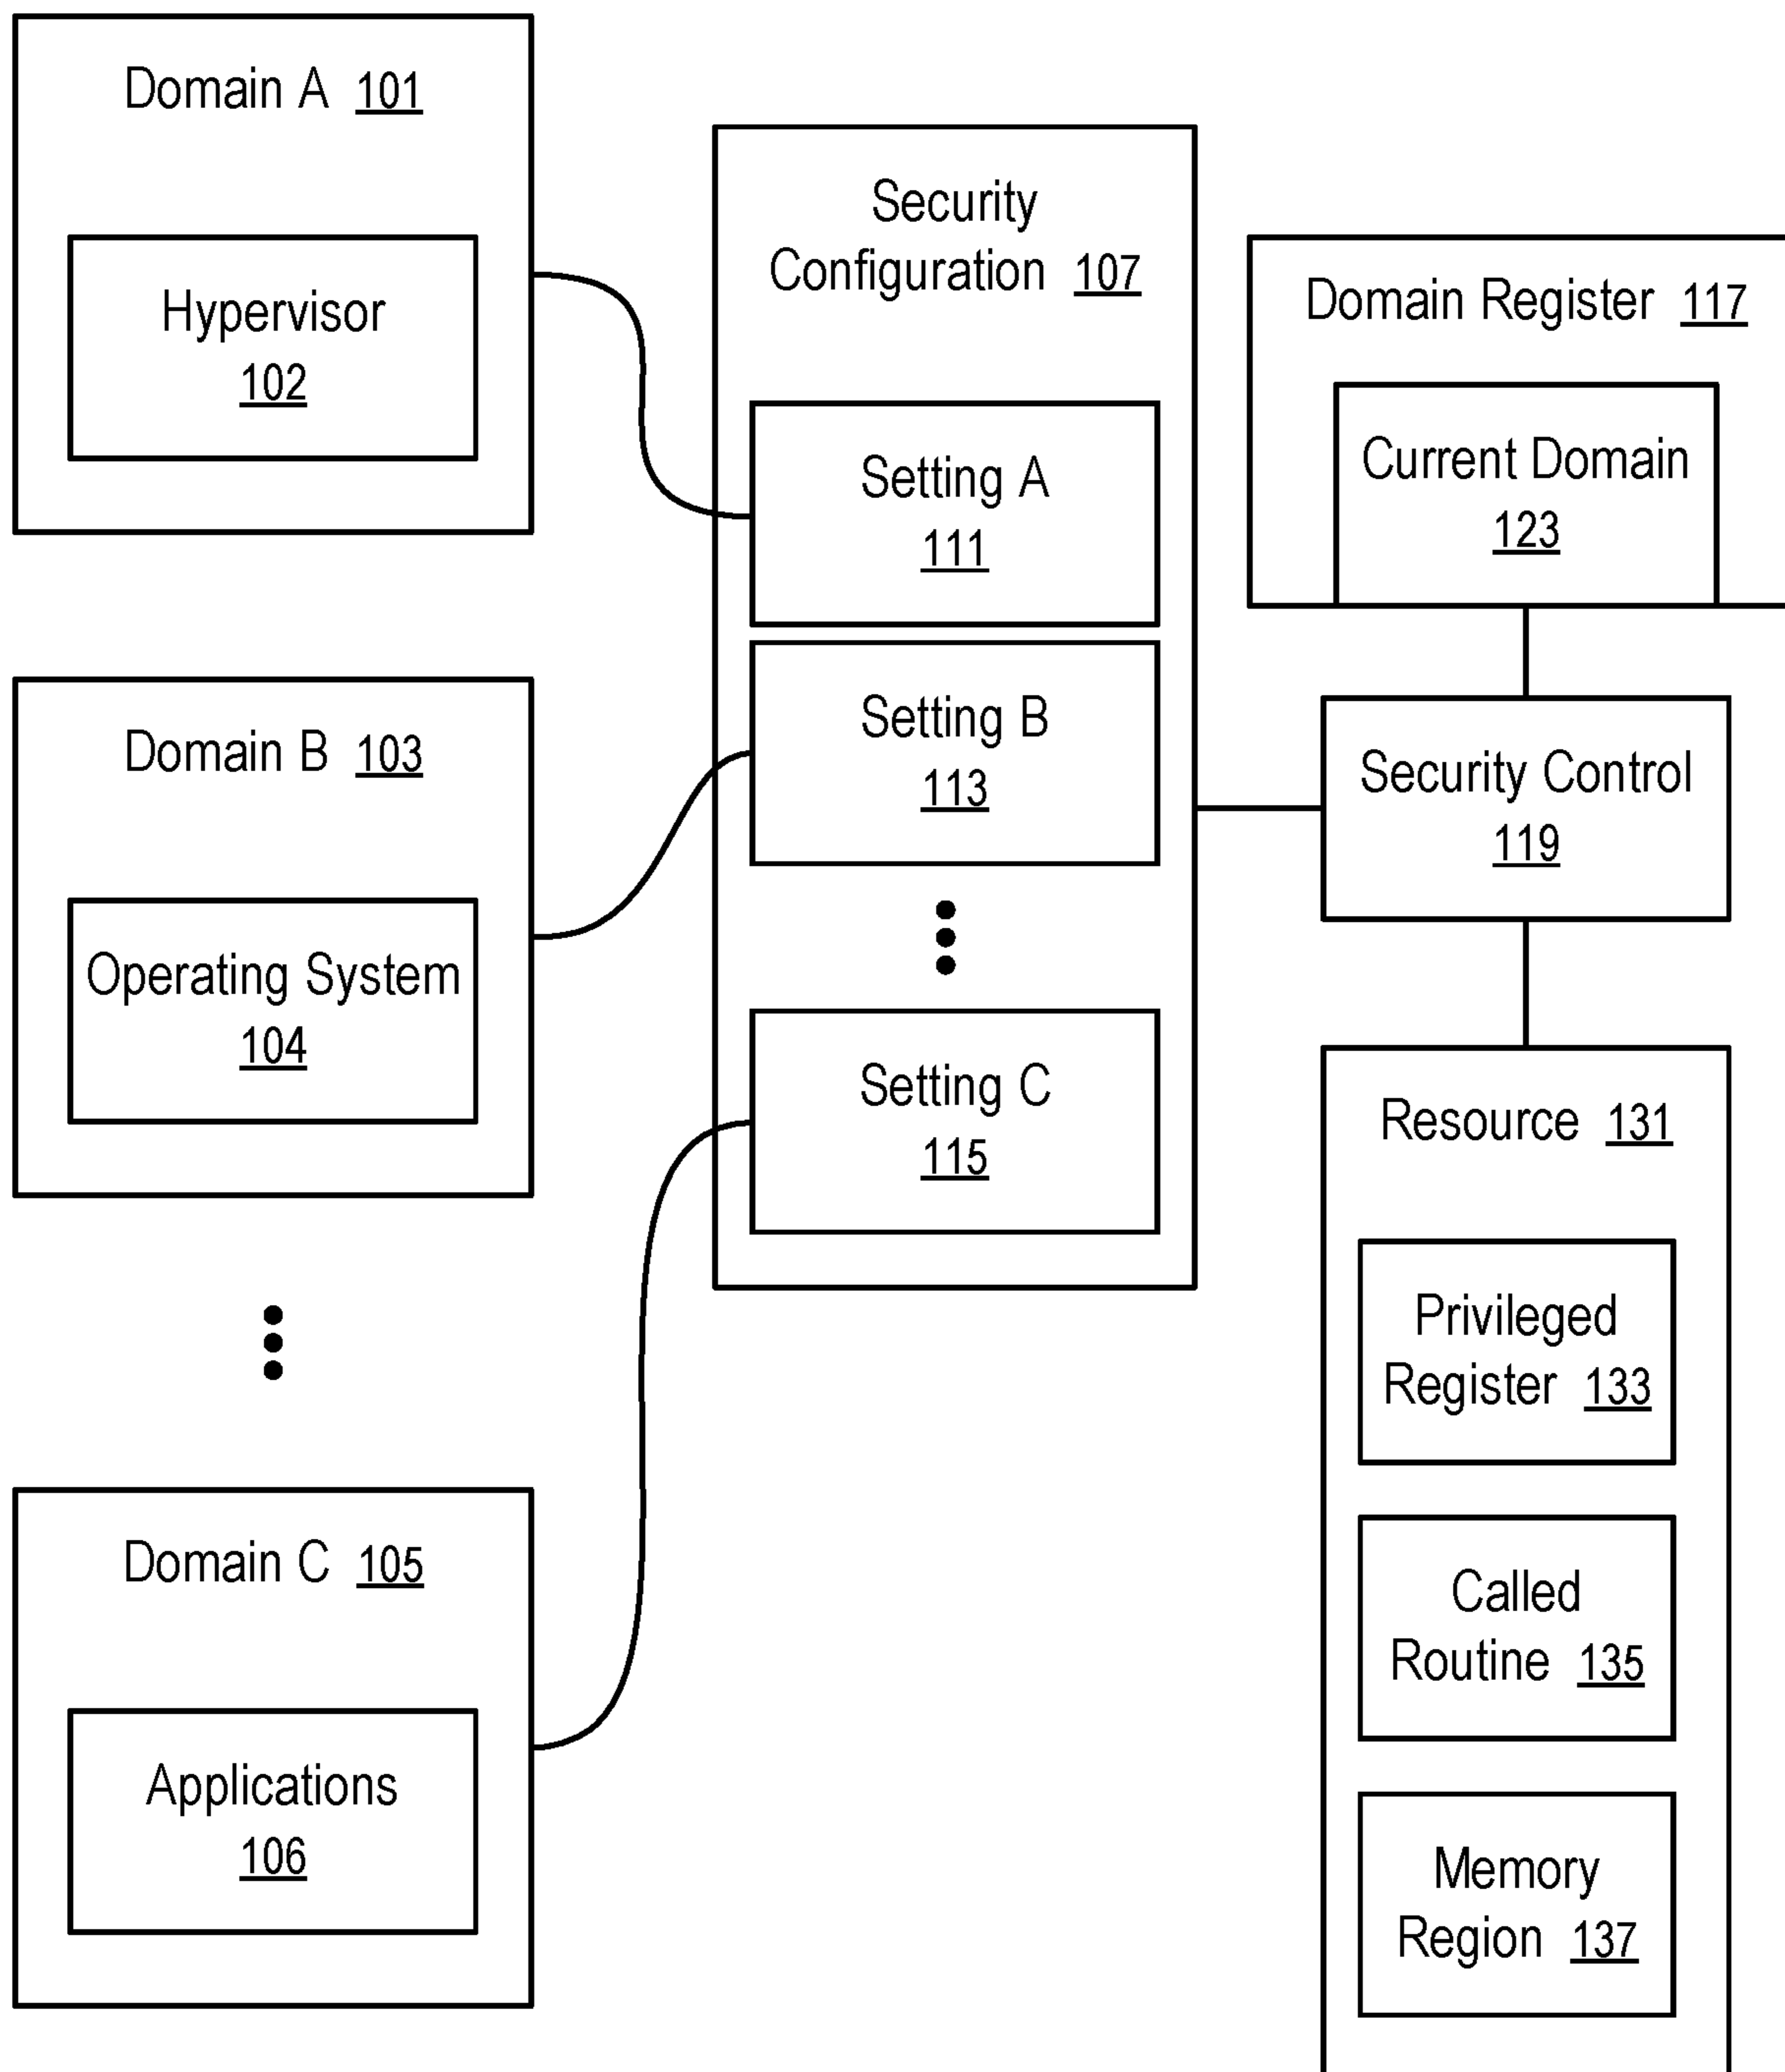 Domain A 101
Hypervisor
102
Domain B 103
Operating System
104
Domain C 105
Applications
106
Security
Configuration 107
Setting A
111
Setting B
113
Setting C
115
Domain Register 117
Current Domain
123
Security Control
119
Resource 131
Privileged
Register 133
Called
Routine 135
Memory
Region 137